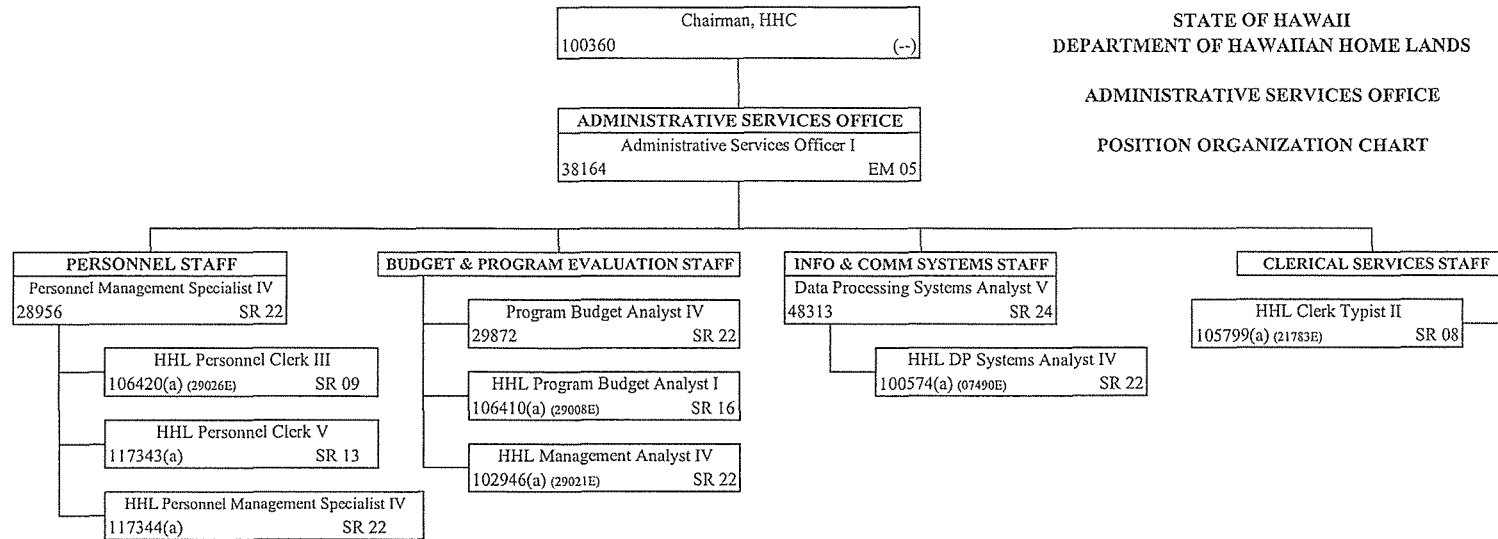 Chairman, HHC
100360 (--)
STATE OF HAWAII
DEPARTMENT OF HAWAIIAN HOME LANDS
ADMINISTRATIVE SERVICES OFFICE
POSITION ORGANIZATION CHART
ADMINISTRATIVE SERVICES OFFICE
Administrative Services Officer I
38164 EM 05
PERSONNEL STAFF
Personnel Management Specialist IV
28956 SR 22
HHL Personnel Clerk III
106420(a) (29026E) SR 09
HHL Personnel Clerk V
117343(a) SR 13
HHL Personnel Management Specialist IV
117344(a) SR 22
BUDGET & PROGRAM EVALUATION STAFF
Program Budget Analyst IV
29872 SR 22
HHL Program Budget Analyst I
106410(a) (29008E) SR 16
HHL Management Analyst IV
102946(a) (29021E) SR 22
INFO & COMM SYSTEMS STAFF
Data Processing Systems Analyst V
48313 SR 24
HHL DP Systems Analyst IV
100574(a) (07490E) SR 22
CLERICAL SERVICES STAFF
HHL Clerk Typist II
105799(a) (21783E) SR 08